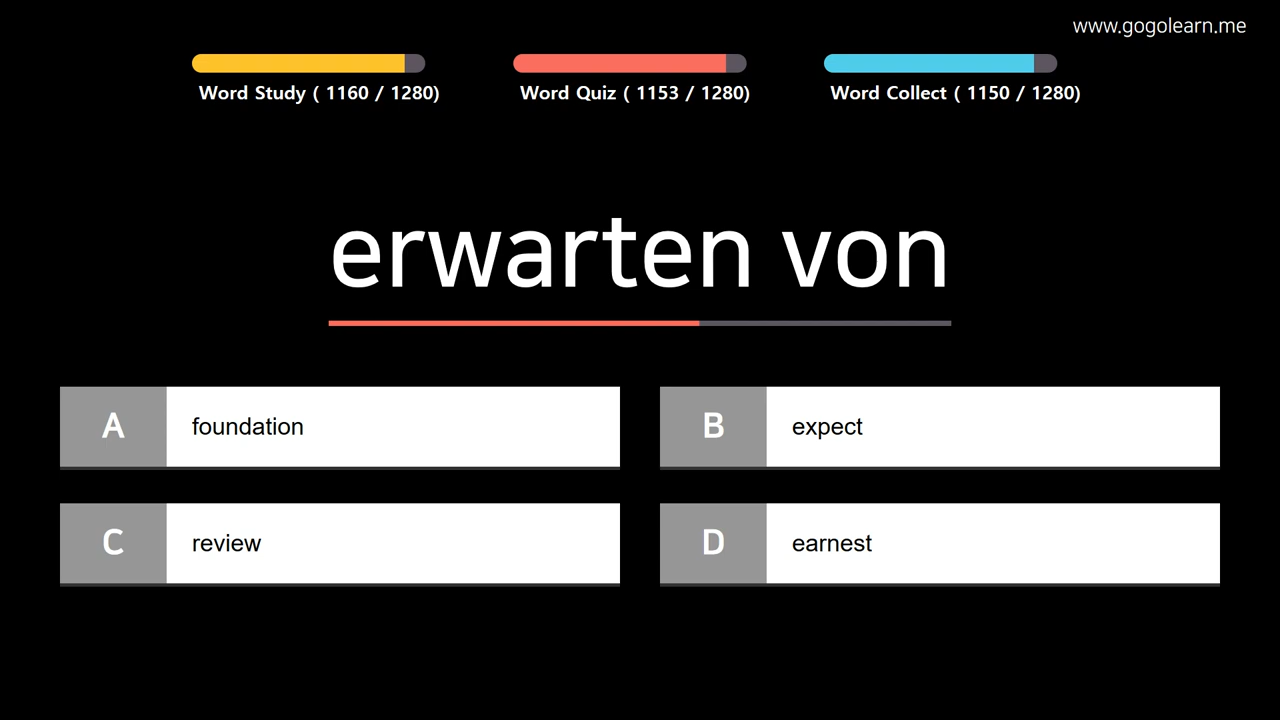 www.gogolearn.me
Word Study ( 1160 / 1280)
Word Quiz ( 1153 / 1280)
Word Collect ( 1150 / 1280)
erwarten von
A foundation
B expect
C review
D earnest